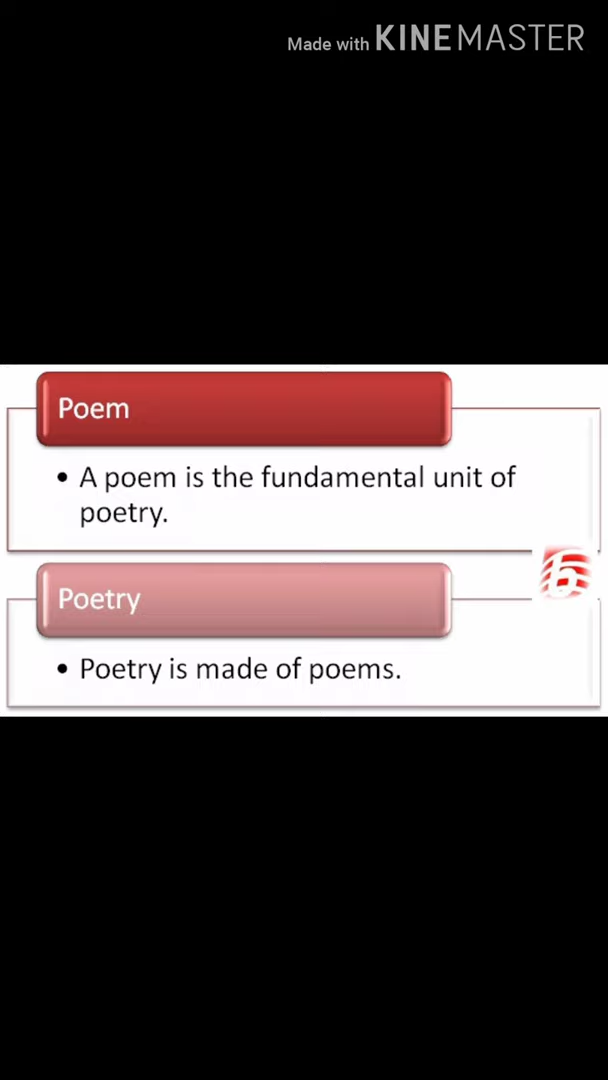 Made with KINEMASTER
Poem
• A poem is the fundamental unit of
poetry.
Poetry
• Poetry is made of poems.